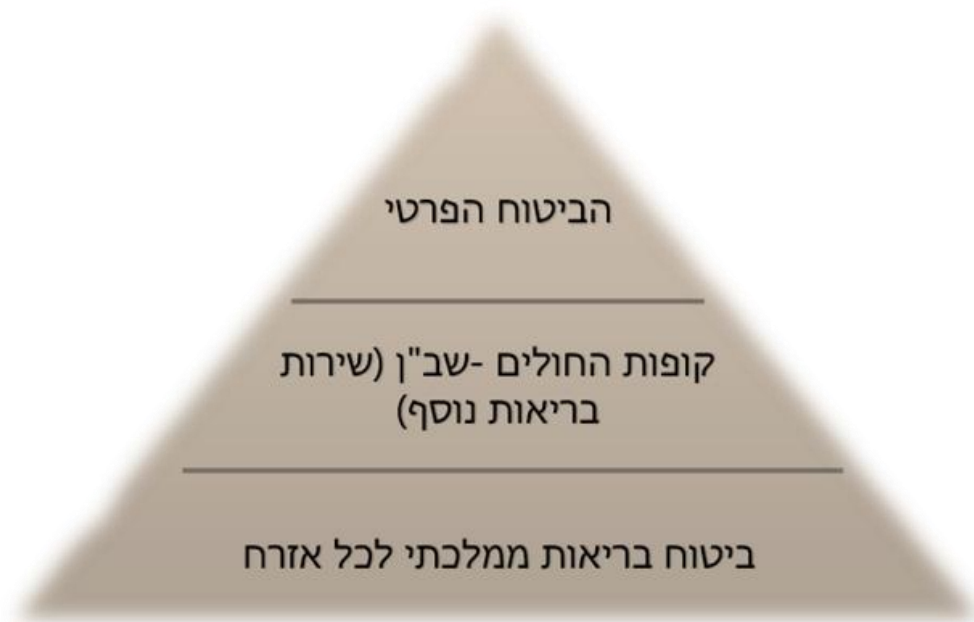 הביטוח הפרטי
קופות החולים -שב"ן (שירות
בריאות נוסף)
ביטוח בריאות ממלכתי לכל אזרח